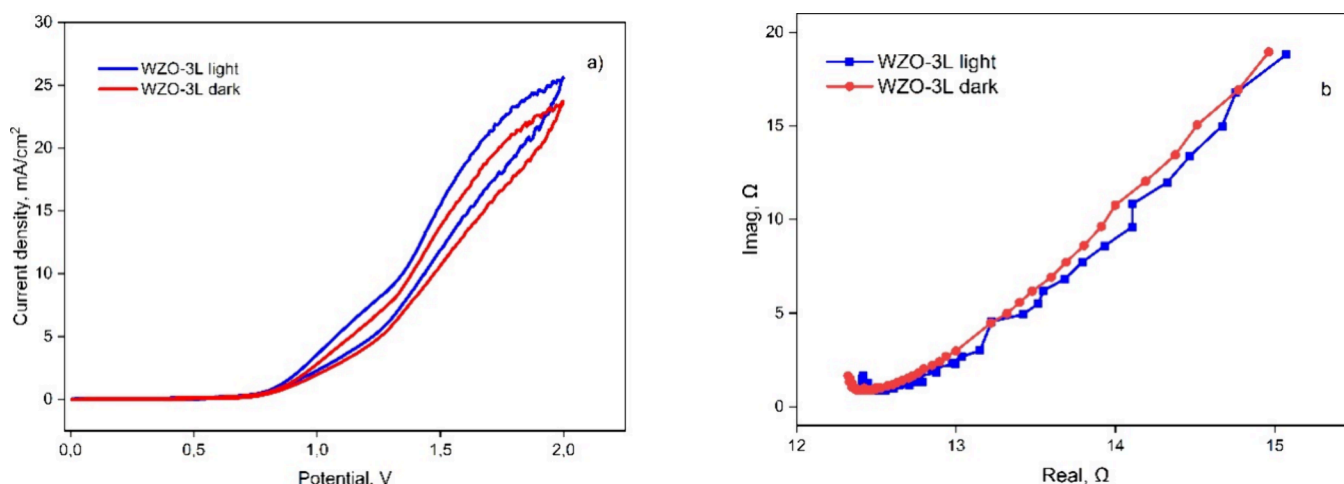 30
25
20
15
10
5
0
Current density, mA/cm²
WZO-3L light
WZO-3L dark
a)
0,0 0,5 1,0 1,5 2,0
Potential, V
20
15
10
5
0
Imag, Ω
WZO-3L light
WZO-3L dark
b
12 13 14 15
Real, Ω